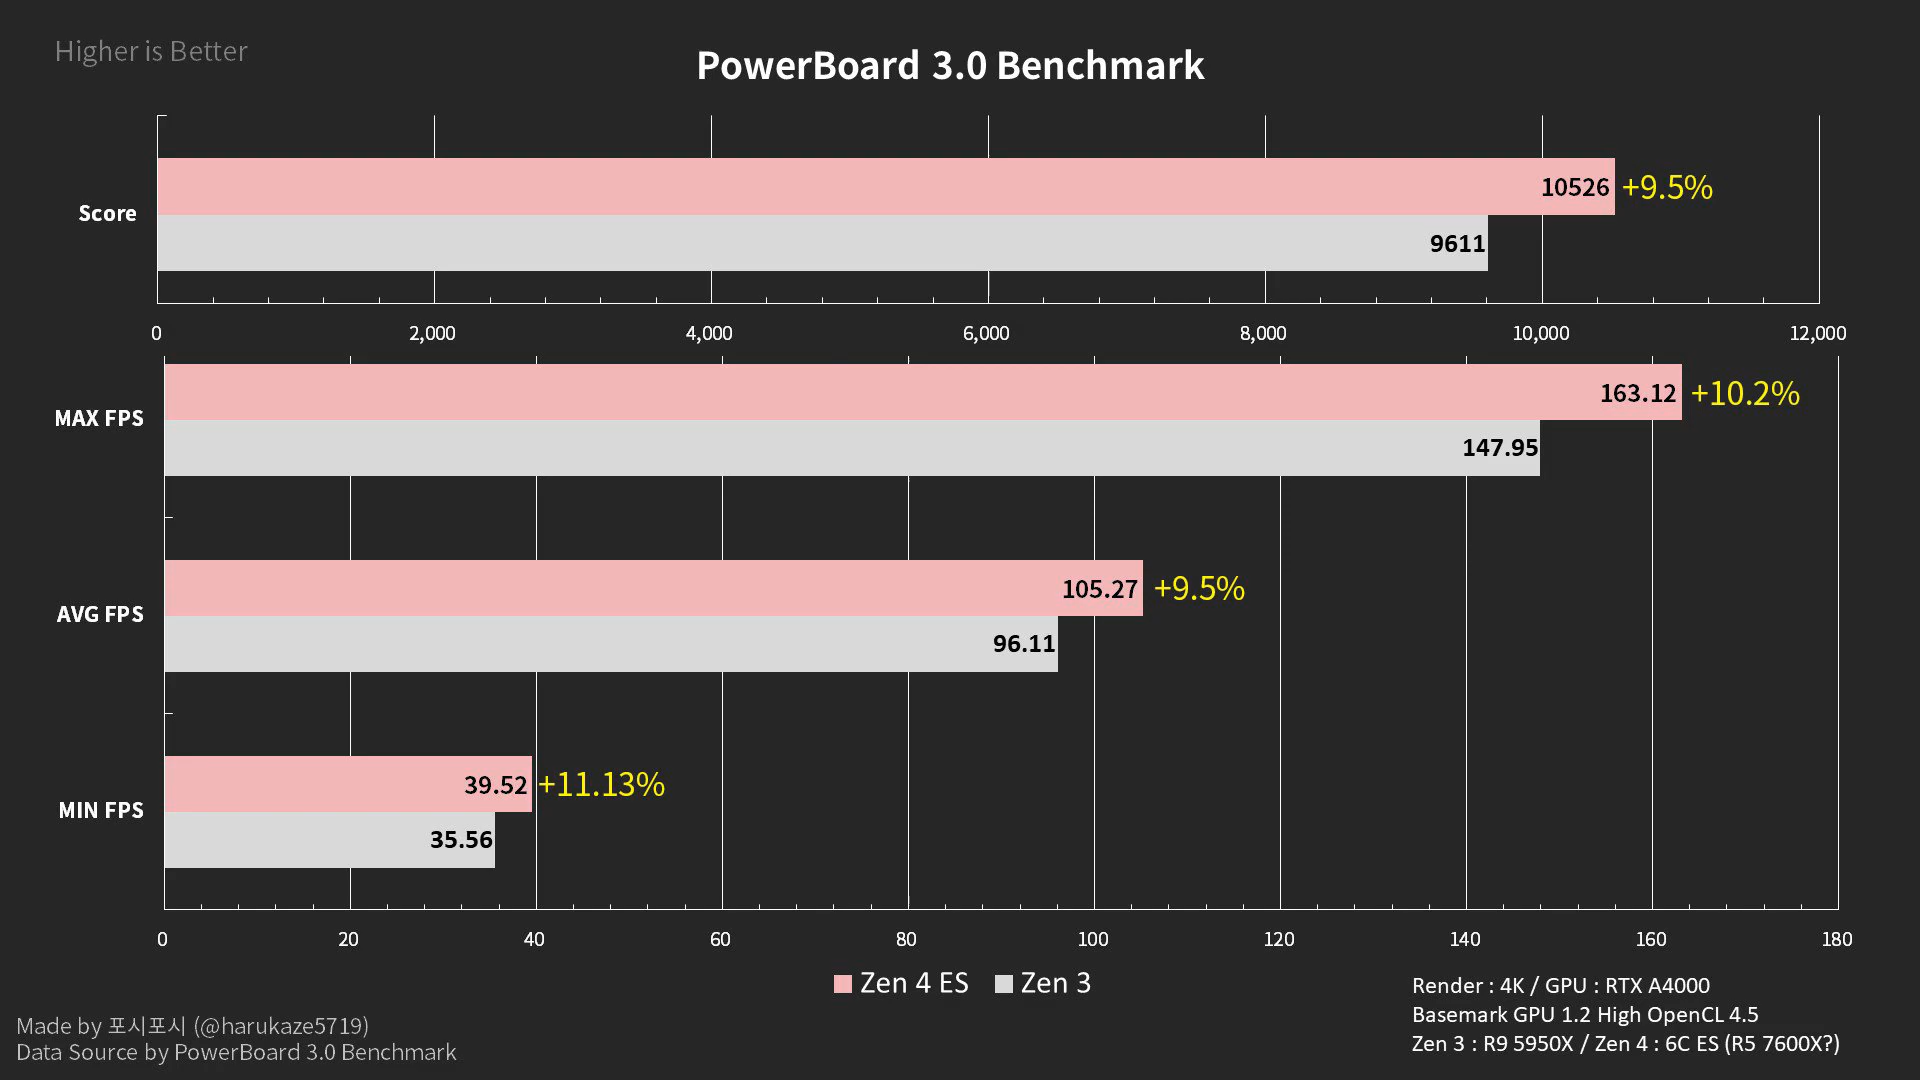 Higher is Better
PowerBoard 3.0 Benchmark
Score
10526 +9.5%
9611
0 2,000 4,000 6,000 8,000 10,000 12,000
MAX FPS
163.12 +10.2%
147.95
AVG FPS
105.27 +9.5%
96.11
MIN FPS
39.52 +11.13%
35.56
0 20 40 60 80 100 120 140 160 180
Zen 4 ES Zen 3
Render : 4K / GPU : RTX A4000
Basemark GPU 1.2 High OpenCL 4.5
Zen 3 : R9 5950X / Zen 4 : 6C ES (R5 7600X?)
Made by 포시포시 (@harukaze5719)
Data Source by PowerBoard 3.0 Benchmark